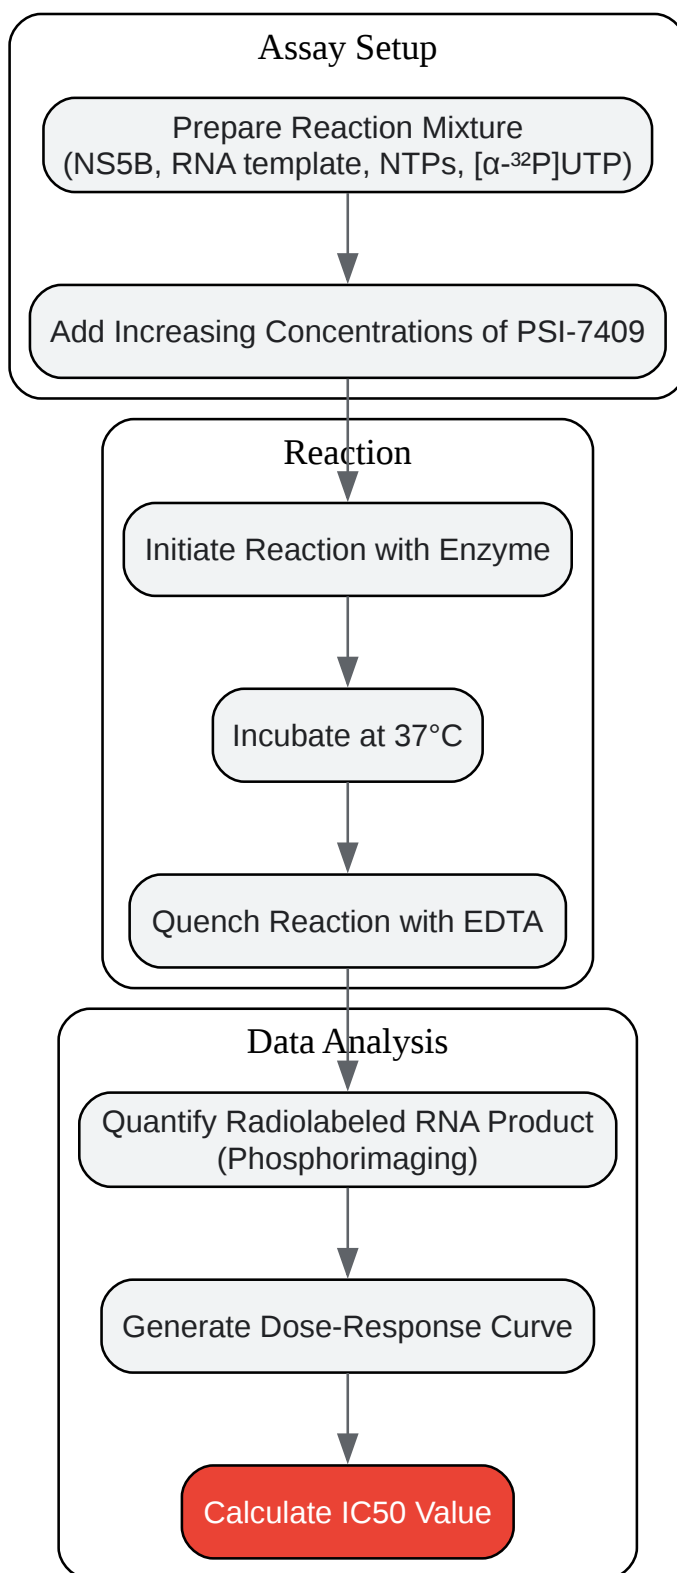 Assay Setup
Prepare Reaction Mixture
(NS5B, RNA template, NTPs, [α-³²P]UTP)
Add Increasing Concentrations of PSI-7409
Reaction
Initiate Reaction with Enzyme
Incubate at 37°C
Quench Reaction with EDTA
Data Analysis
Quantify Radiolabeled RNA Product
(Phosphorimaging)
Generate Dose-Response Curve
Calculate IC50 Value